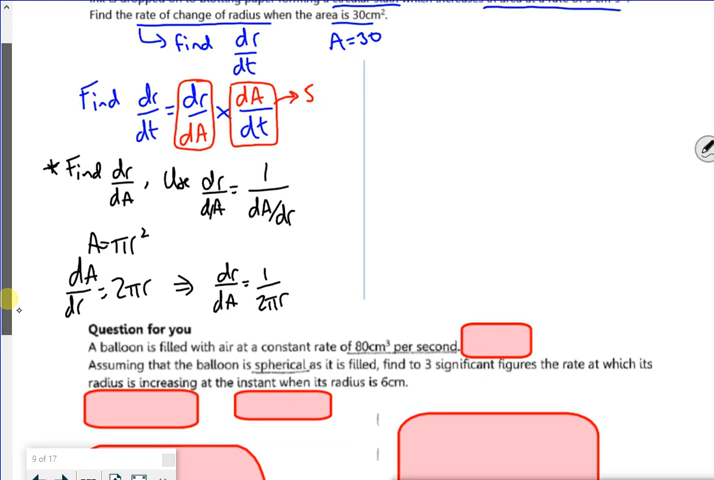 Find the rate of change of radius when the area is 30cm².
↳ Find dr/dt A=30
Find dr/dt = dr/dA × dA/dt → 5
* Find dr/dA, Use dr/dA = 1/(dA/dr)
A=πr²
dA/dr = 2πr ⇒ dr/dA = 1/2πr
Question for you
A balloon is filled with air at a constant rate of 80cm³ per second.
Assuming that the balloon is spherical as it is filled, find to 3 significant figures the rate at which its
radius is increasing at the instant when its radius is 6cm.
9 of 17